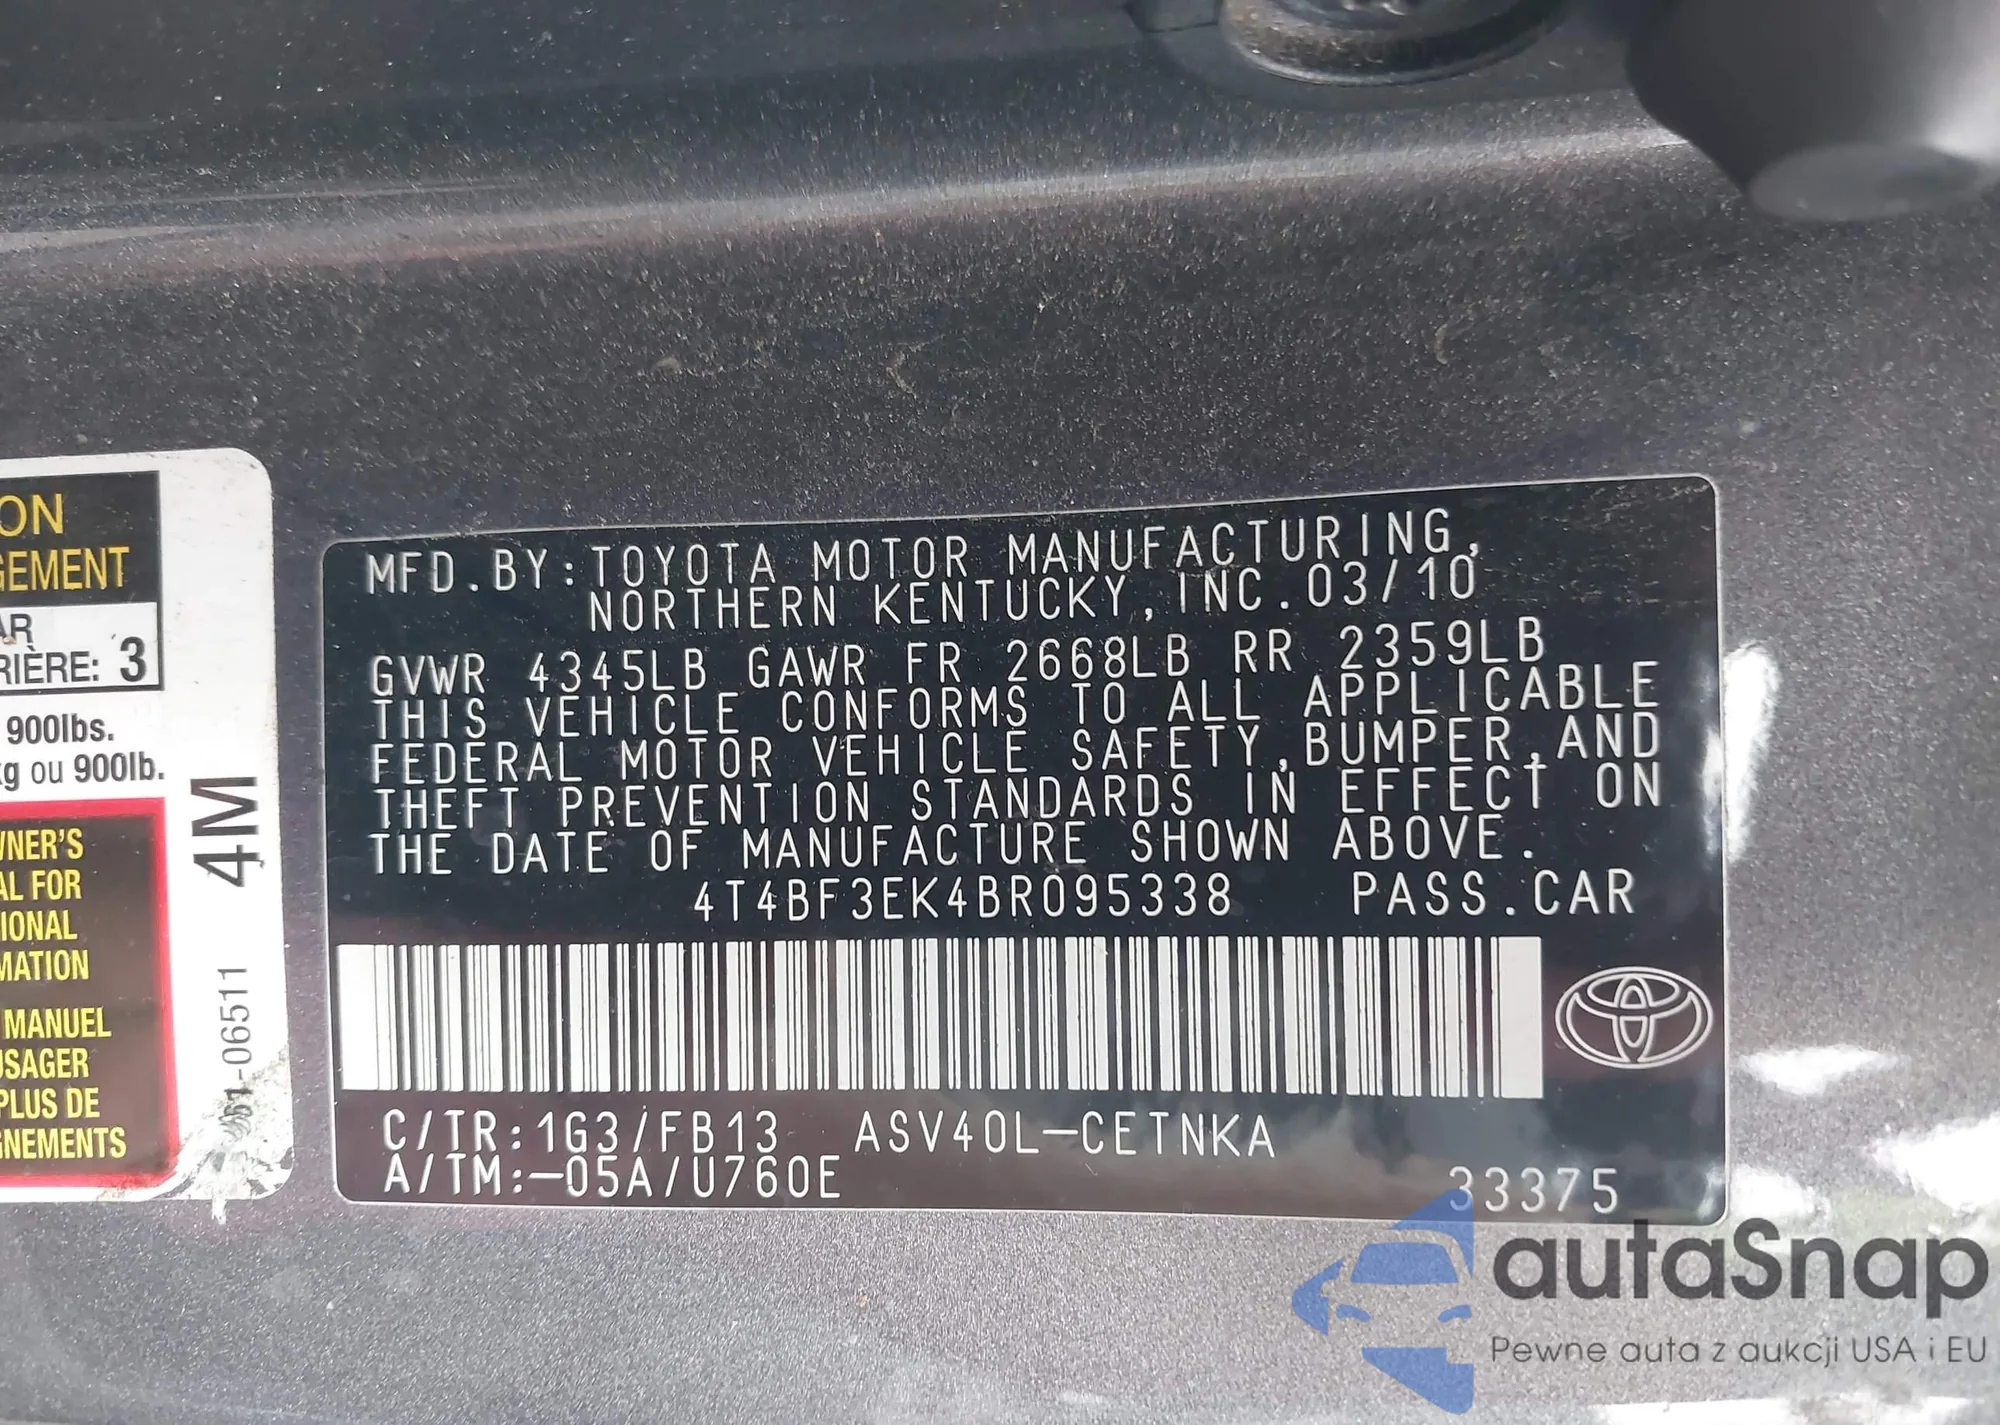 ON
GEMENT
AR
RIÈRE: 3
900lbs.
kg ou 900lb.
WNER'S
AL FOR
IONAL
MATION
MANUEL
USAGER
PLUS DE
GNEMENTS
4M
-06511
MFD.BY:TOYOTA MOTOR MANUFACTURING,
NORTHERN KENTUCKY,INC.03/10
GVWR 4345LB GAWR FR 2668LB RR 2359LB
THIS VEHICLE CONFORMS TO ALL APPLICABLE
FEDERAL MOTOR VEHICLE SAFETY,BUMPER,AND
THEFT PREVENTION STANDARDS IN EFFECT ON
THE DATE OF MANUFACTURE SHOWN ABOVE.
4T4BF3EK4BR095338 PASS.CAR
C/TR:1G3/FB13 ASV40L-CETNKA
A/TM:-05A/U760E
33375
autaSnap
Pewne auta z aukcji USA i EU